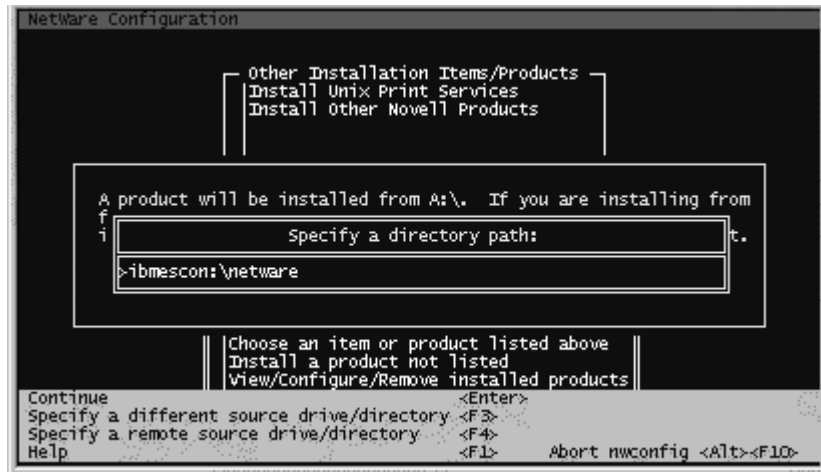 NetWare Configuration
Other Installation Items/Products
Install Unix Print Services
Install Other Novell Products
A product will be installed from A:\. If you are installing from
f
i t.
Specify a directory path:
>ibmescon:\netware
Choose an item or product listed above
Install a product not listed
View/Configure/Remove installed products
Continue <Enter>
Specify a different source drive/directory <F3>
Specify a remote source drive/directory <F4>
Help <F1> Abort nwconfig <Alt><F10>